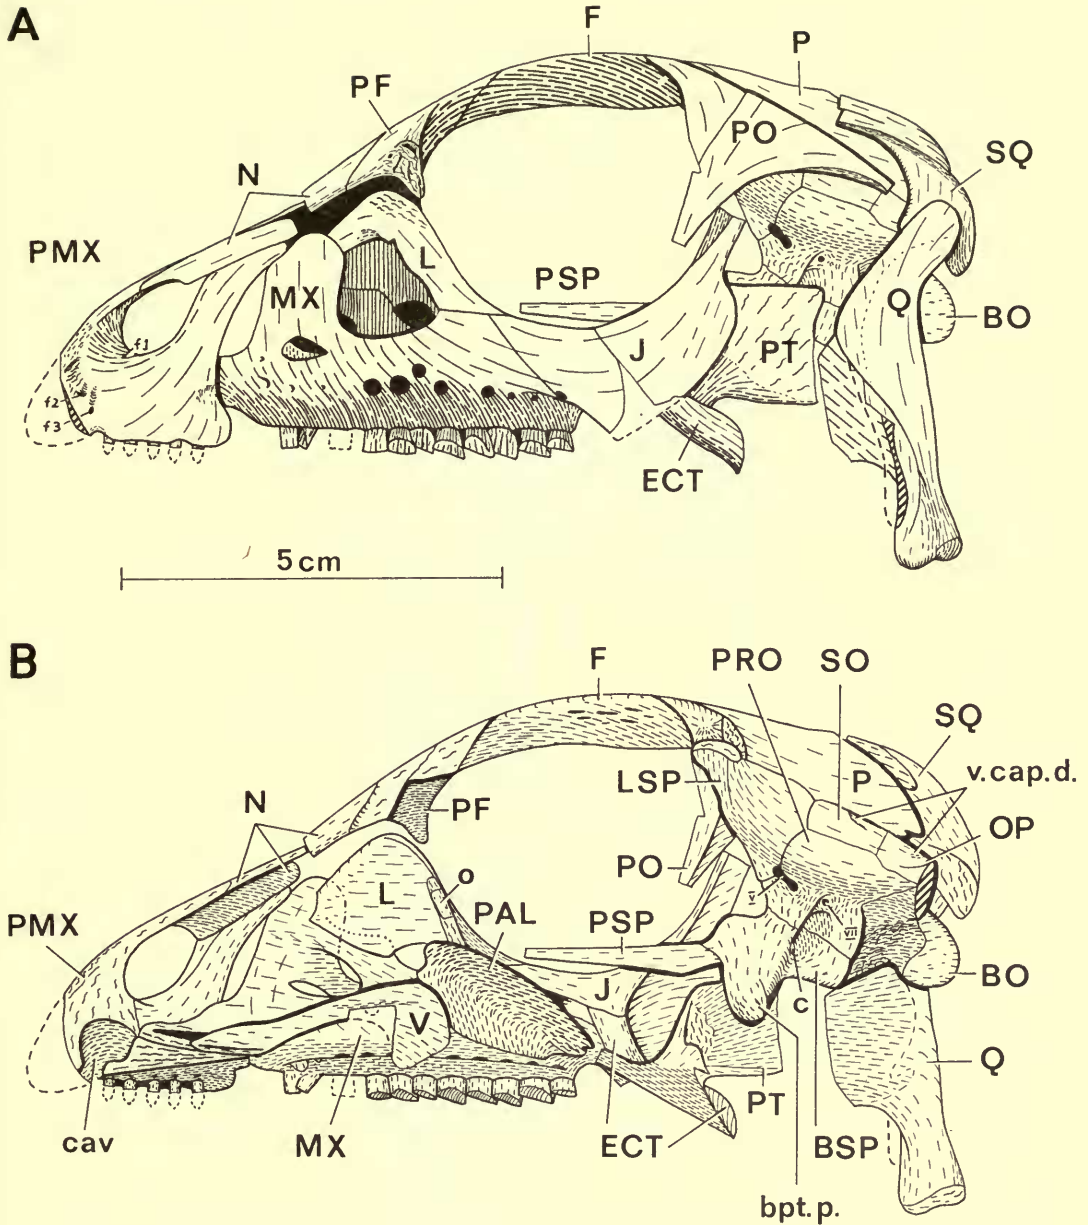 A
F
P
PF
PO
SQ
N
PMX
L
PSP
MX
Q
BO
f1
J
PT
f2
f3
ECT
5 cm
B
F
PRO
SO
SQ
LSP
P
v.cap.d.
N
PF
OP
PO
L
o
PMX
PAL
v
PSP
VII
BO
J
c
V
Q
PT
cav
MX
ECT
BSP
bpt. p.